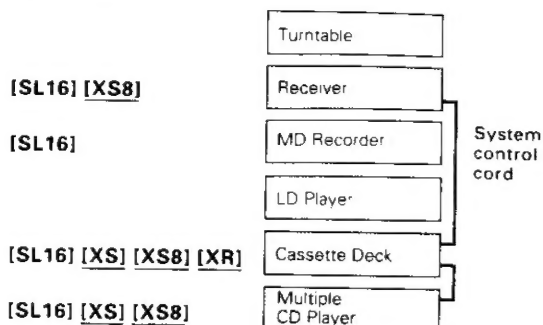 Turntable
[SL16] [XS8] Receiver
[SL16] MD Recorder
System
control
cord
LD Player
[SL16] [XS] [XS8] [XR] Cassette Deck
[SL16] [XS] [XS8] Multiple
CD Player